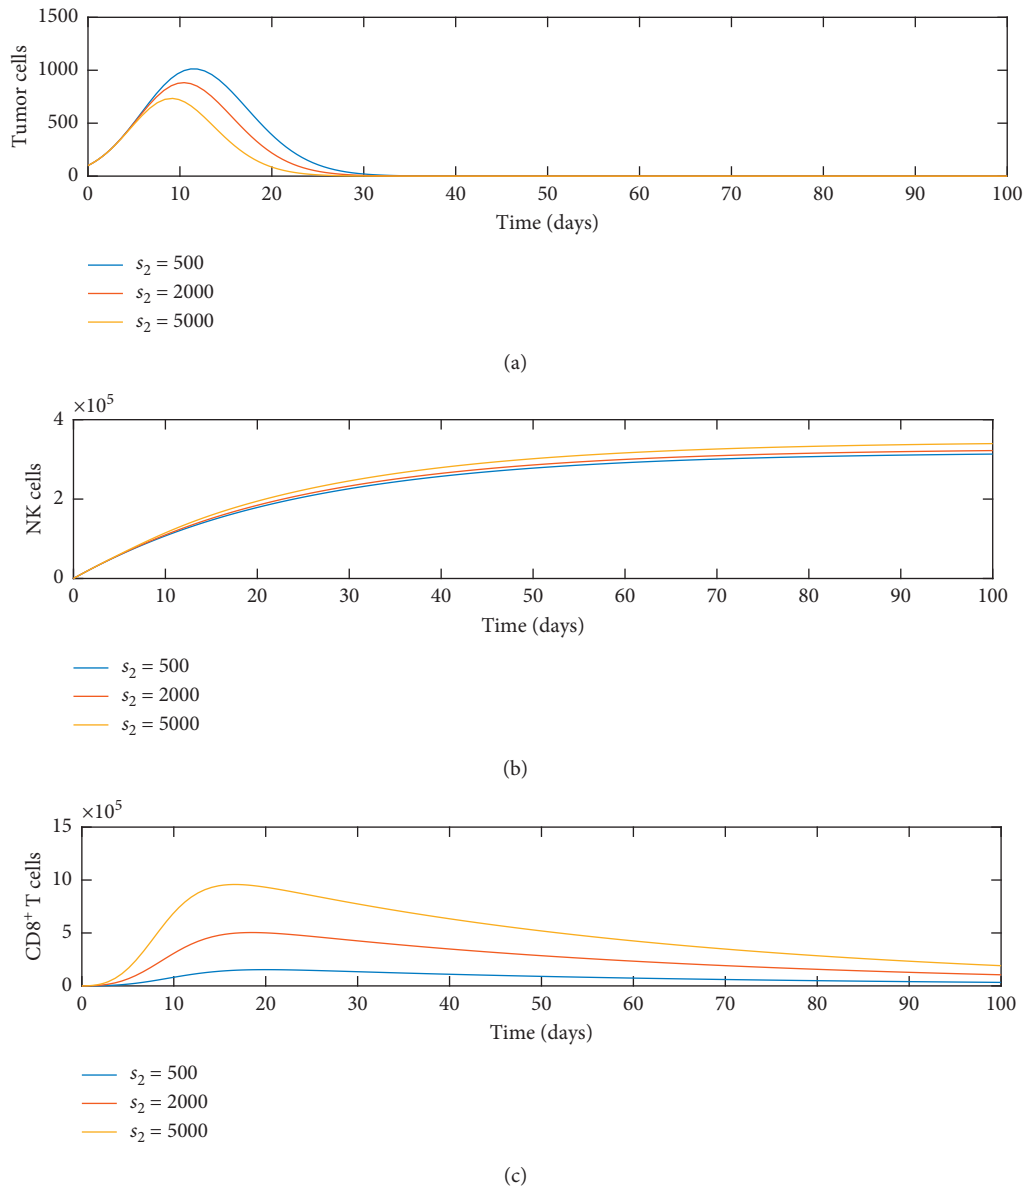 1500
1000
500
0
Tumor cells
0 10 20 30 40 50 60 70 80 90 100
Time (days)
s2 = 500
s2 = 2000
s2 = 5000
(a)
×10^5
4
2
0
NK cells
0 10 20 30 40 50 60 70 80 90 100
Time (days)
s2 = 500
s2 = 2000
s2 = 5000
(b)
×10^5
15
10
5
0
CD8+ T cells
0 10 20 30 40 50 60 70 80 90 100
Time (days)
s2 = 500
s2 = 2000
s2 = 5000
(c)